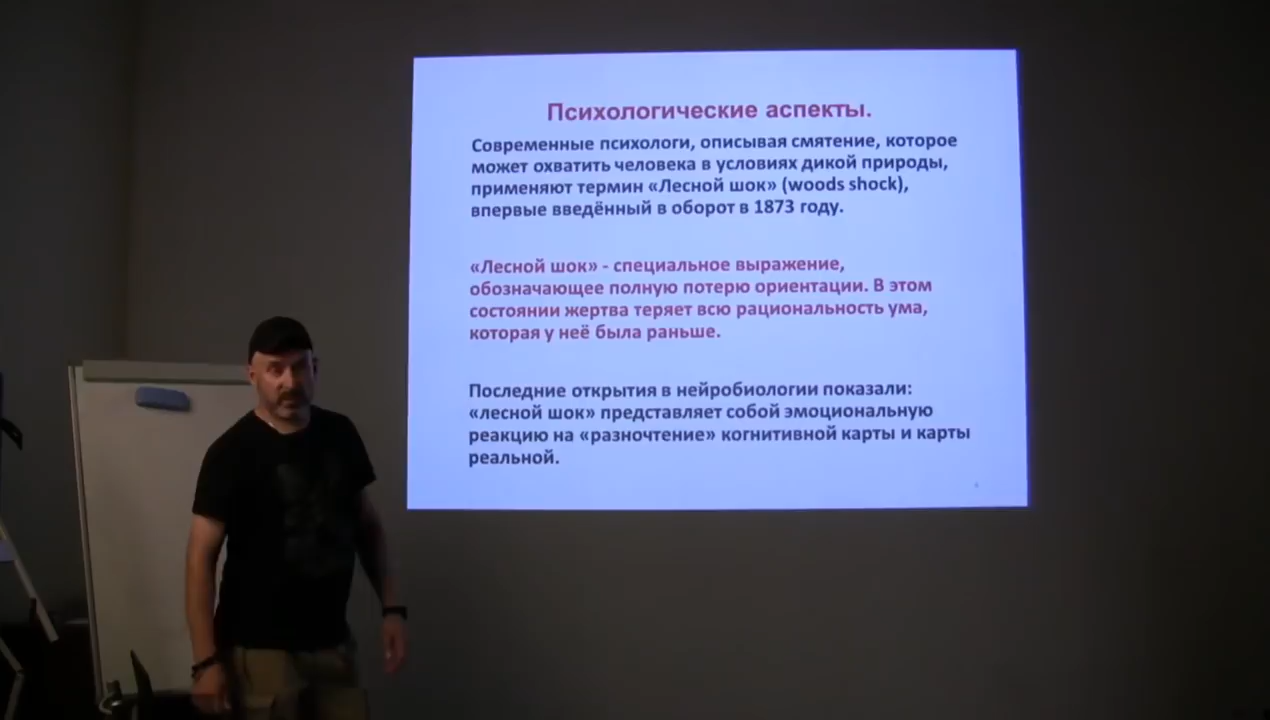 Психологические аспекты.
Современные психологи, описывая смятение, которое
может охватить человека в условиях дикой природы,
применяют термин «Лесной шок» (woods shock),
впервые введённый в оборот в 1873 году.
«Лесной шок» - специальное выражение,
обозначающее полную потерю ориентации. В этом
состоянии жертва теряет всю рациональность ума,
которая у неё была раньше.
Последние открытия в нейробиологии показали:
«лесной шок» представляет собой эмоциональную
реакцию на «разночтение» когнитивной карты и карты
реальной.